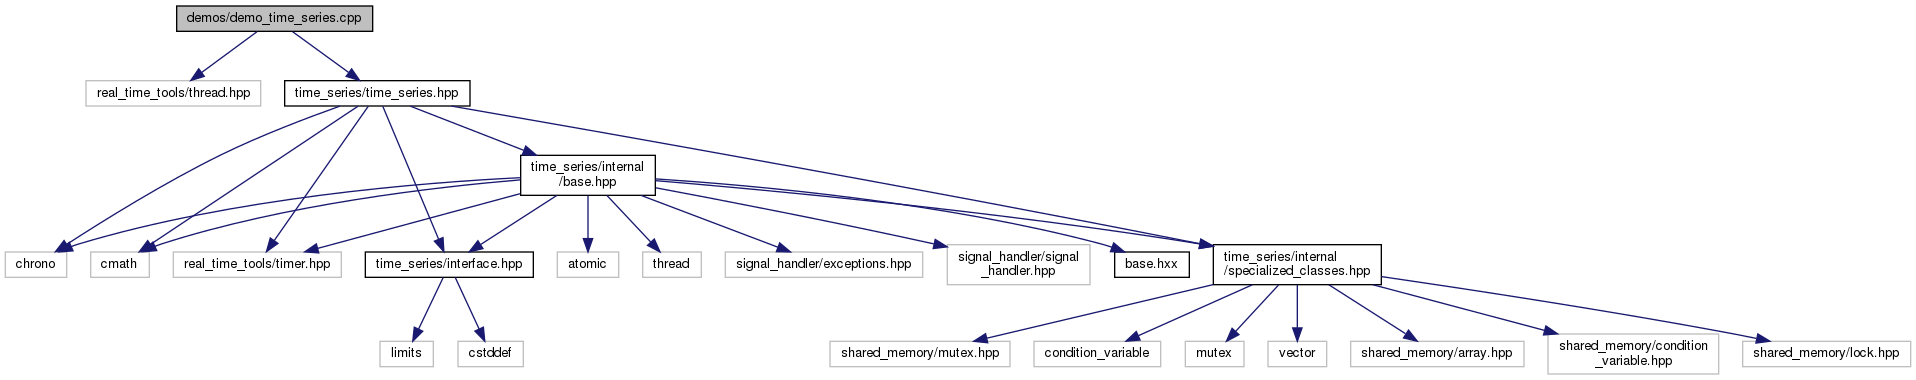 demos/demo_time_series.cpp
real_time_tools/thread.hpp
time_series/time_series.hpp
time_series/internal
/base.hpp
chrono
cmath
real_time_tools/timer.hpp
time_series/interface.hpp
atomic
thread
signal_handler/exceptions.hpp
signal_handler/signal
_handler.hpp
base.hxx
time_series/internal
/specialized_classes.hpp
limits
cstddef
shared_memory/mutex.hpp
condition_variable
mutex
vector
shared_memory/array.hpp
shared_memory/condition
_variable.hpp
shared_memory/lock.hpp